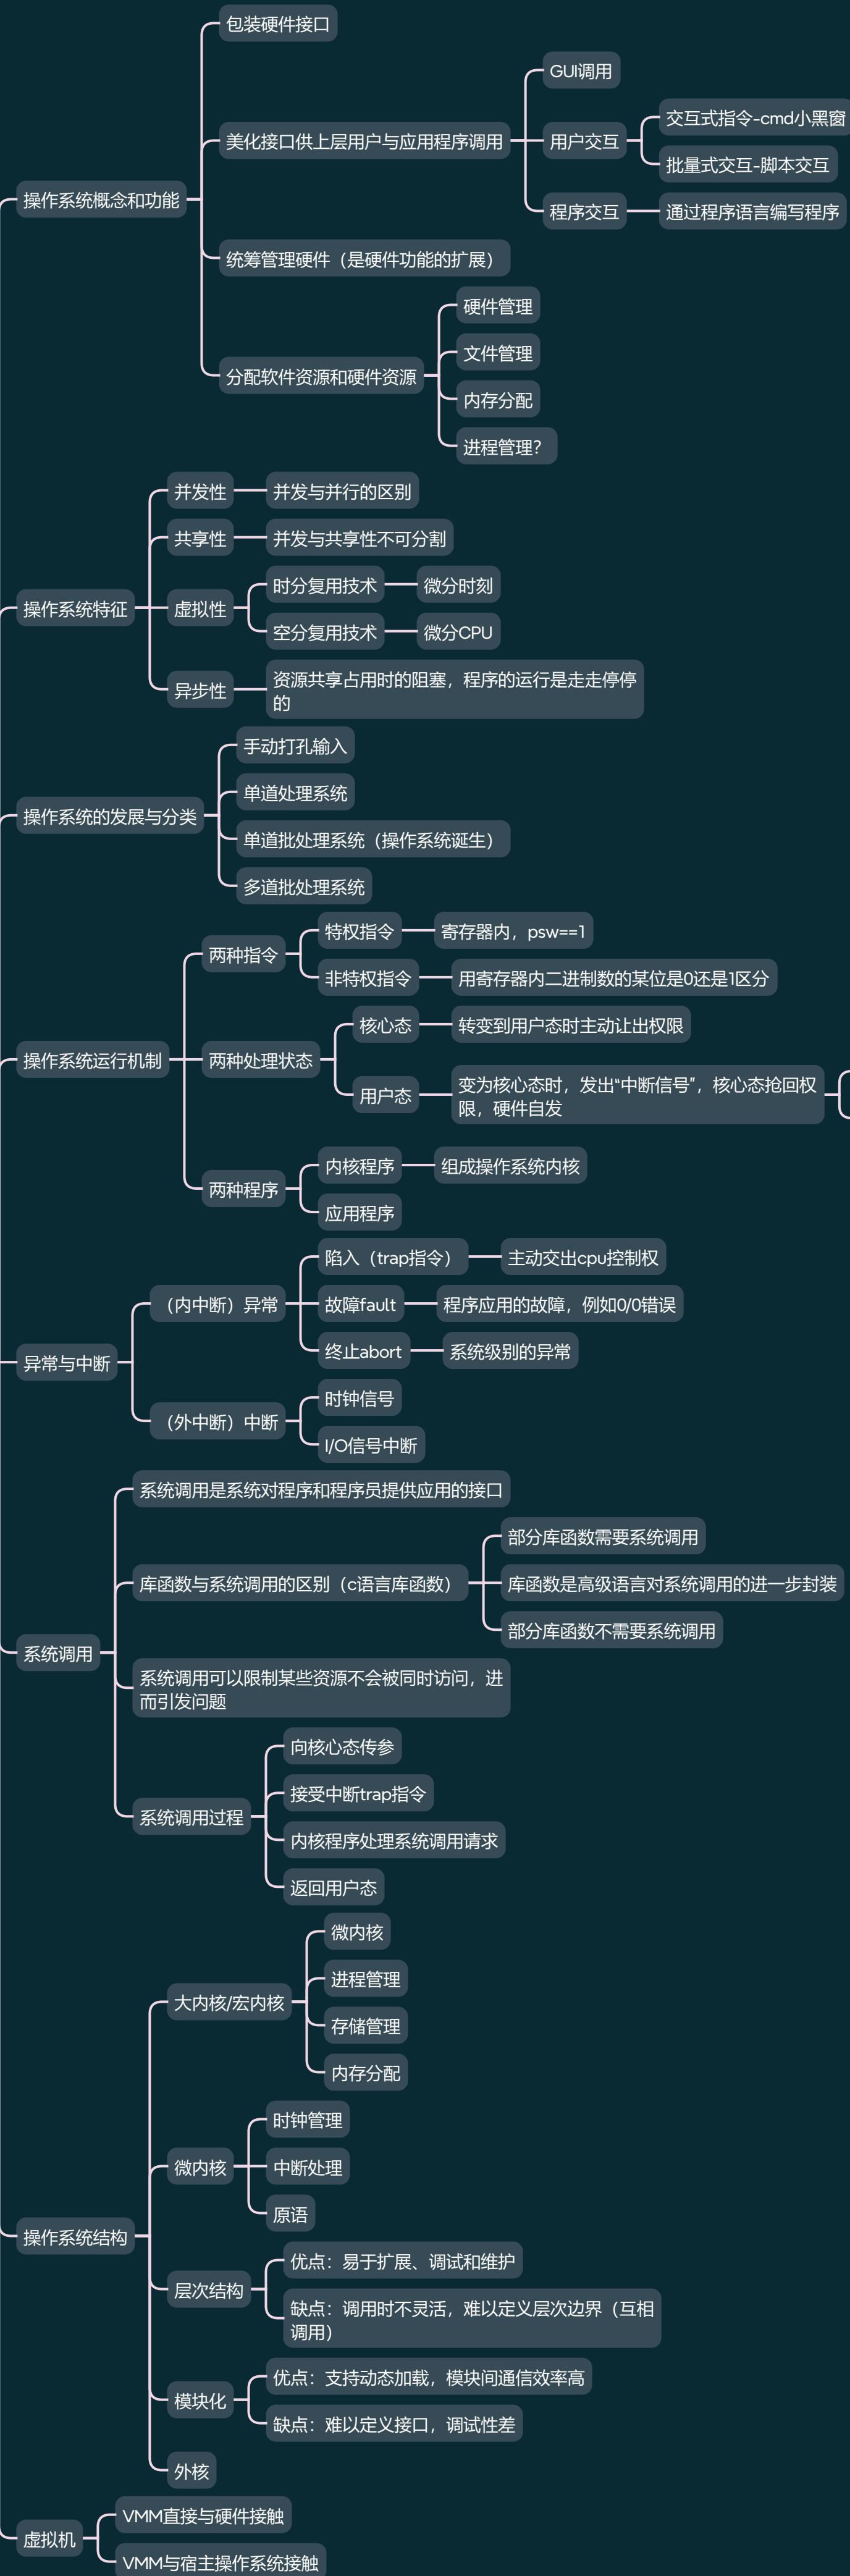 操作系统概念和功能
包装硬件接口
美化接口供上层用户与应用程序调用
GUI调用
用户交互
交互式指令-cmd小黑窗
批量式交互-脚本交互
程序交互
通过程序语言编写程序
统筹管理硬件（是硬件功能的扩展）
分配软件资源和硬件资源
硬件管理
文件管理
内存分配
进程管理？
操作系统特征
并发性
并发与并行的区别
共享性
并发与共享性不可分割
虚拟性
时分复用技术
微分时刻
空分复用技术
微分CPU
异步性
资源共享占用时的阻塞，程序的运行是走走停停
的
操作系统的发展与分类
手动打孔输入
单道处理系统
单道批处理系统（操作系统诞生）
多道批处理系统
操作系统运行机制
两种指令
特权指令
寄存器内，psw==1
非特权指令
用寄存器内二进制数的某位是0还是1区分
两种处理状态
核心态
转变到用户态时主动让出权限
用户态
变为核心态时，发出“中断信号”，核心态抢回权
限，硬件自发
两种程序
内核程序
组成操作系统内核
应用程序
异常与中断
（内中断）异常
陷入（trap指令）
主动交出cpu控制权
故障fault
程序应用的故障，例如0/0错误
终止abort
系统级别的异常
（外中断）中断
时钟信号
I/O信号中断
系统调用
系统调用是系统对程序和程序员提供应用的接口
库函数与系统调用的区别（c语言库函数）
部分库函数需要系统调用
库函数是高级语言对系统调用的进一步封装
部分库函数不需要系统调用
系统调用可以限制某些资源不会被同时访问，进
而引发问题
系统调用过程
向核心态传参
接受中断trap指令
内核程序处理系统调用请求
返回用户态
操作系统结构
大内核/宏内核
微内核
进程管理
存储管理
内存分配
微内核
时钟管理
中断处理
原语
层次结构
优点：易于扩展、调试和维护
缺点：调用时不灵活，难以定义层次边界（互相
调用）
模块化
优点：支持动态加载，模块间通信效率高
缺点：难以定义接口，调试性差
外核
虚拟机
VMM直接与硬件接触
VMM与宿主操作系统接触